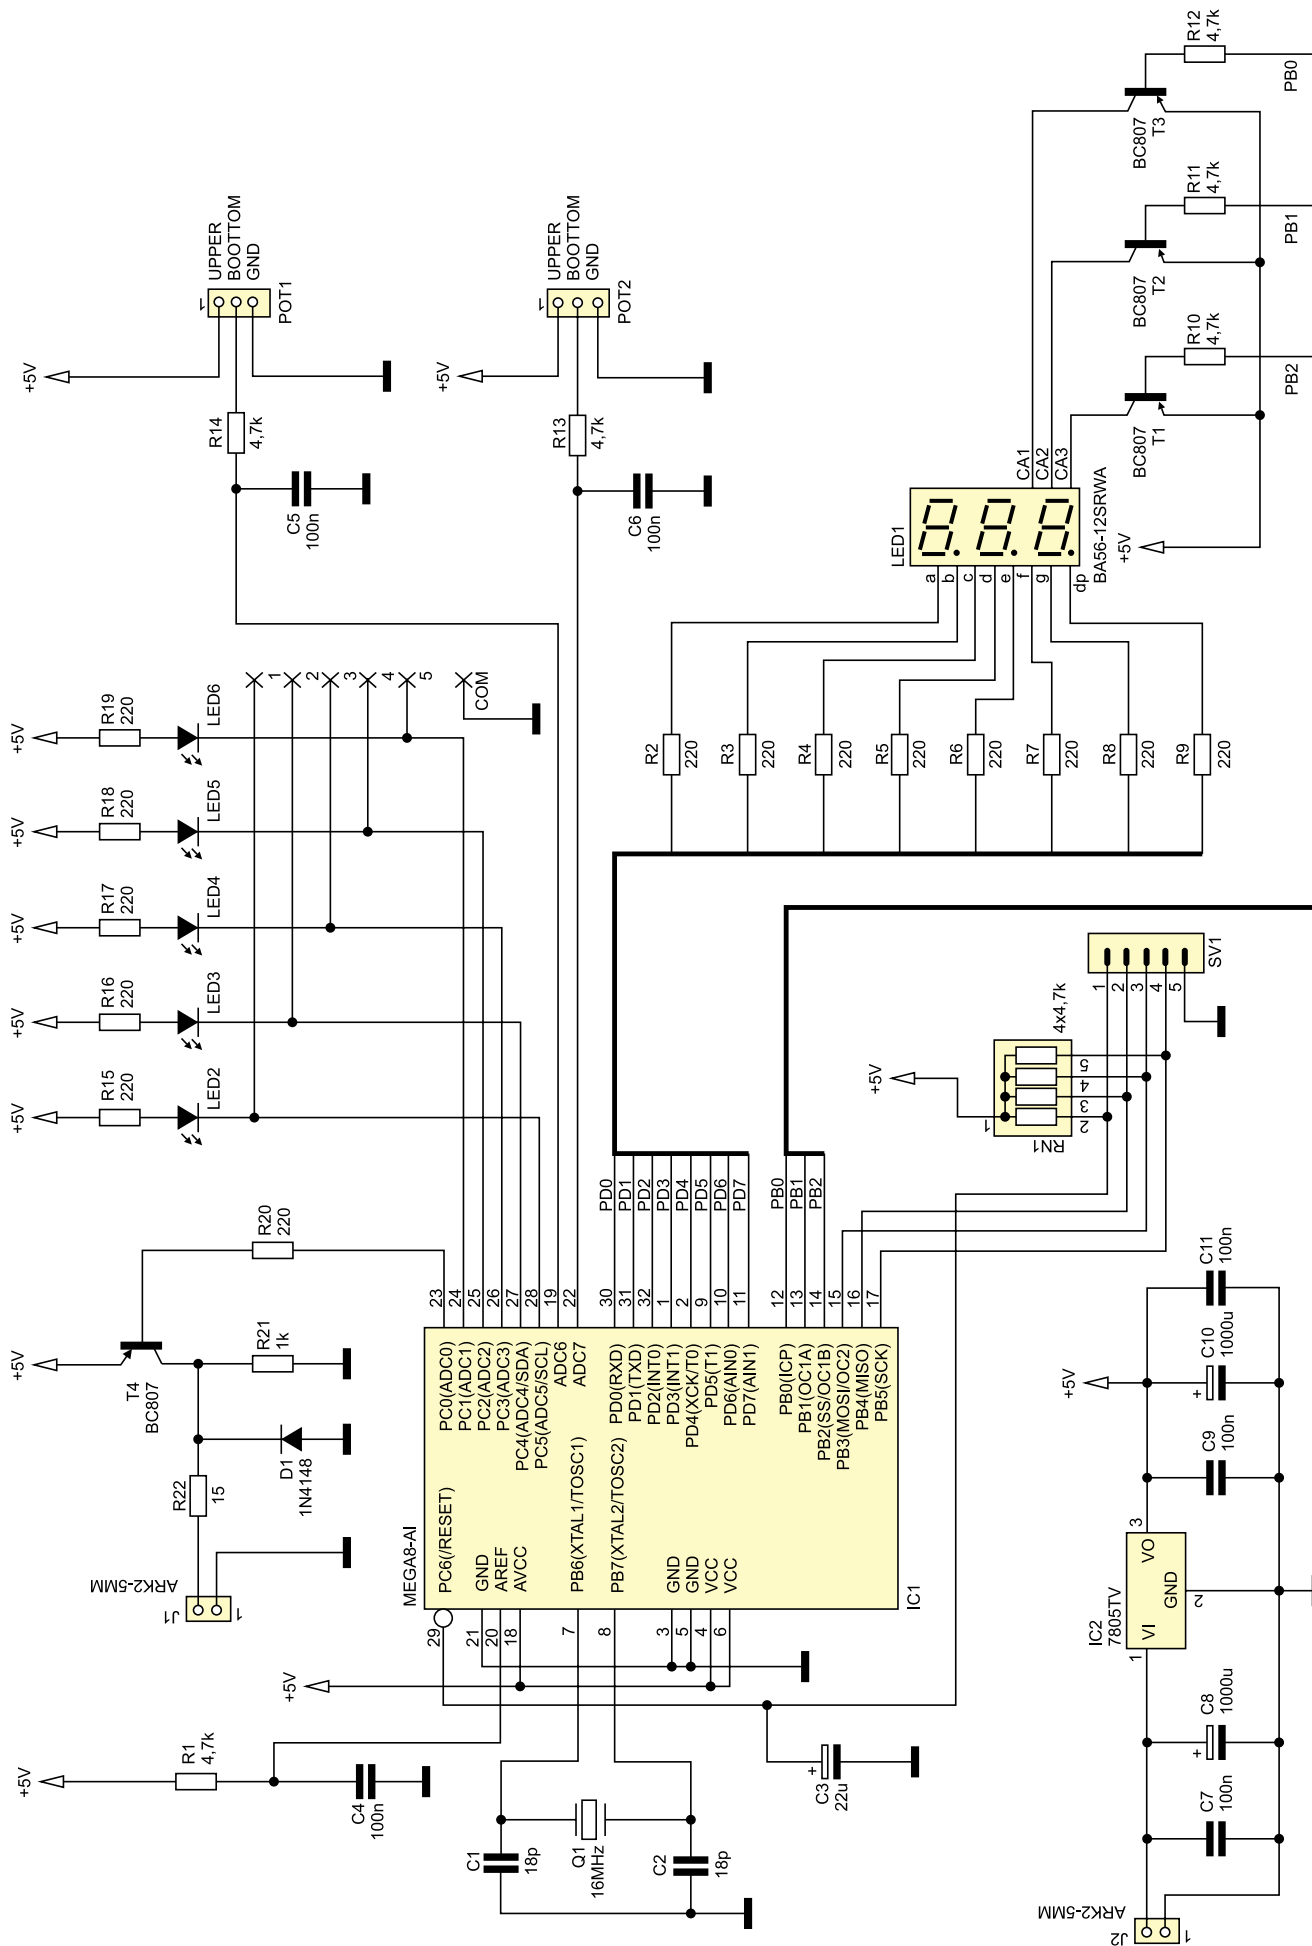 +5V
R12
4,7k
PB0
BC807
T3
UPPER
BOOTTOM
GND
1
POT1
UPPER
BOOTTOM
GND
1
POT2
R11
4,7k
PB1
BC807
T2
R10
4,7k
PB2
BC807
T1
+5V
R14
4,7k
C5
100n
+5V
R13
4,7k
C6
100n
CA1
CA2
CA3
LED1
BA56-12SRWA
+5V
a
b
c
d
e
f
g
dp
+5V
R19
220
LED6
+5V
R18
220
LED5
+5V
R17
220
LED4
+5V
R16
220
LED3
+5V
R15
220
LED2
1
2
3
4
5
COM
R2
220
R3
220
R4
220
R5
220
R6
220
R7
220
R8
220
R9
220
SV1
1
2
3
4
5
+5V
4x4,7k
1
5
4
3
2
RN1
PD0
PD1
PD2
PD3
PD4
PD5
PD6
PD7
PB0
PB1
PB2
+5V
T4
BC807
R20
220
R21
1k
D1
1N4148
R22
15
ARK2-5MM
J1
1
MEGA8-AI
IC1
23
24
25
26
27
28
19
22
30
31
32
1
2
9
10
11
12
13
14
15
16
17
PC0(ADC0)
PC1(ADC1)
PC2(ADC2)
PC3(ADC3)
PC4(ADC4/SDA)
PC5(ADC5/SCL)
ADC6
ADC7
PD0(RXD)
PD1(TXD)
PD2(INT0)
PD3(INT1)
PD4(XCK/T0)
PD5(T1)
PD6(AIN0)
PD7(AIN1)
PB0(ICP)
PB1(OC1A)
PB2(SS/OC1B)
PB3(MOSI/OC2)
PB4(MISO)
PB5(SCK)
PC6(/RESET)
GND
AREF
AVCC
PB6(XTAL1/TOSC1)
PB7(XTAL2/TOSC2)
GND
GND
VCC
VCC
29
21
20
18
7
8
3
5
4
6
+5V
+5V
R1
4,7k
C4
100n
C1
18p
Q1
16MHz
C2
18p
+
C3
22u
C11
100n
+5V
+
C10
1000u
C9
100n
IC2
7805TV
VI
VO
GND
1
3
2
+
C8
1000u
C7
100n
ARK2-5MM
J2
1